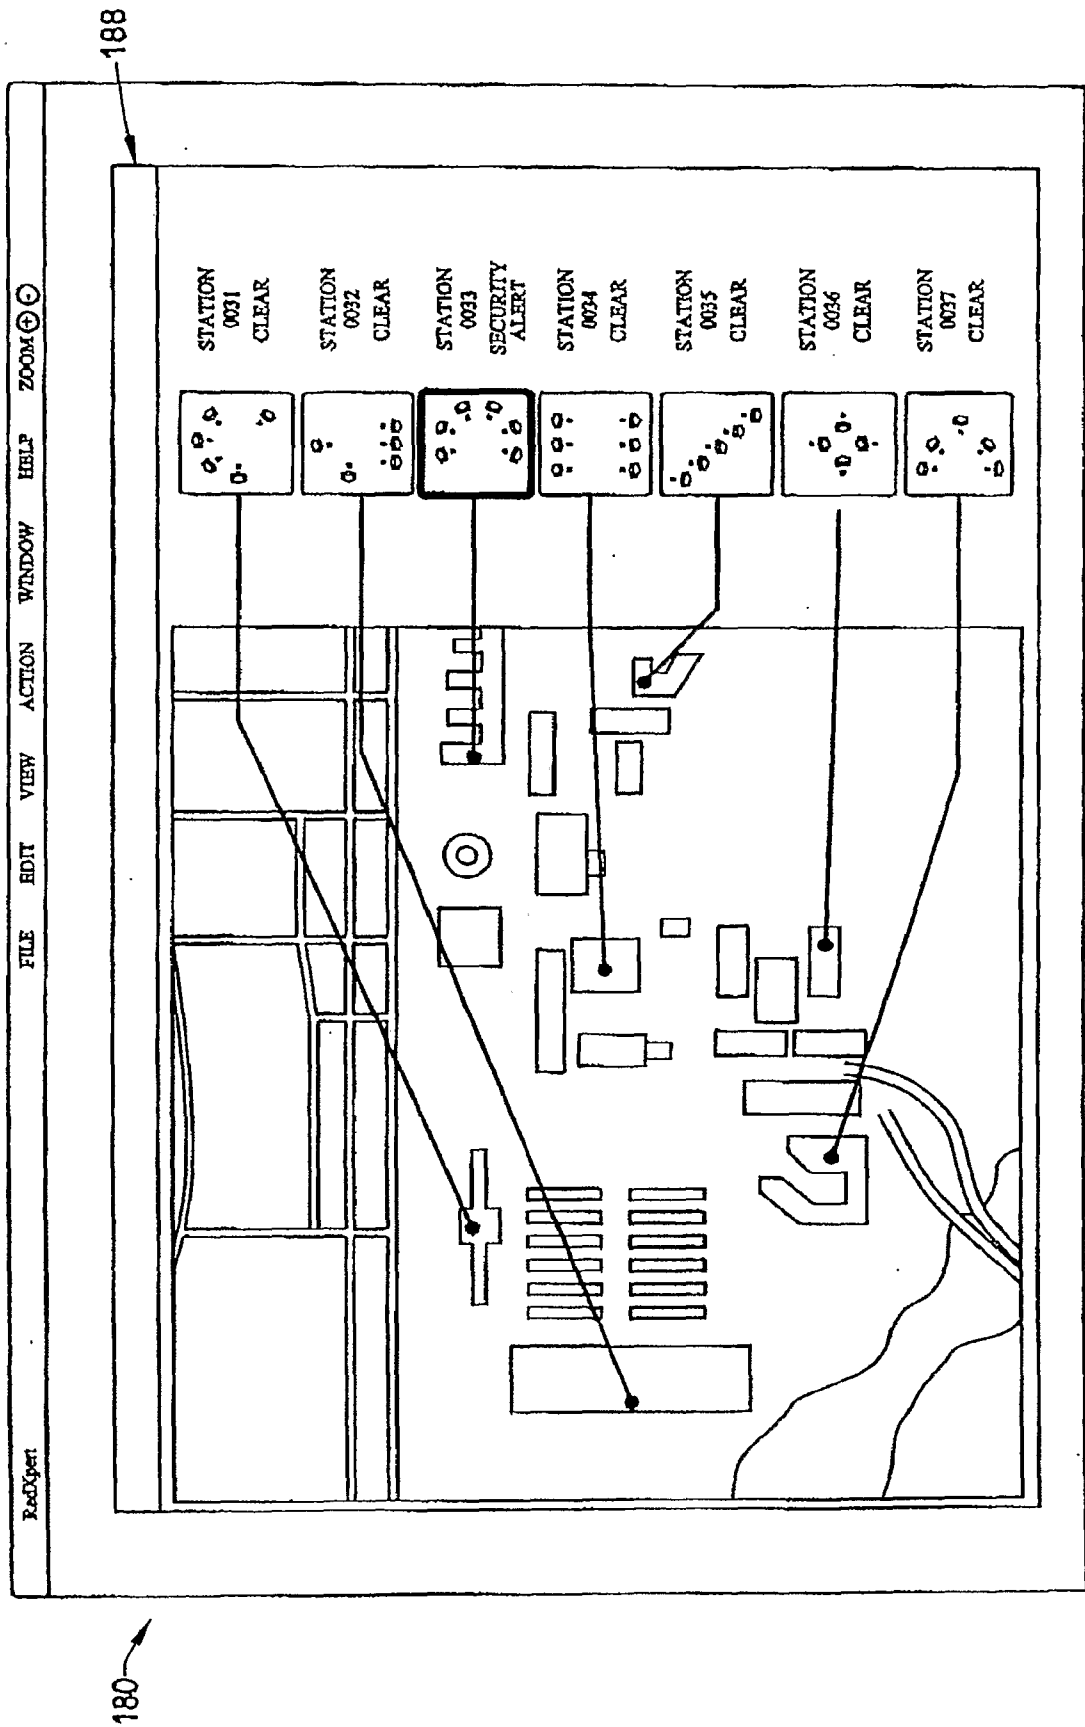 188
180
RedXpert FILE EDIT VIEW ACTION WINDOW HELP ZOOM + -
STATION
0031
CLEAR
STATION
0032
CLEAR
STATION
0033
SECURITY
ALERT
STATION
0034
CLEAR
STATION
0035
CLEAR
STATION
0036
CLEAR
STATION
0037
CLEAR